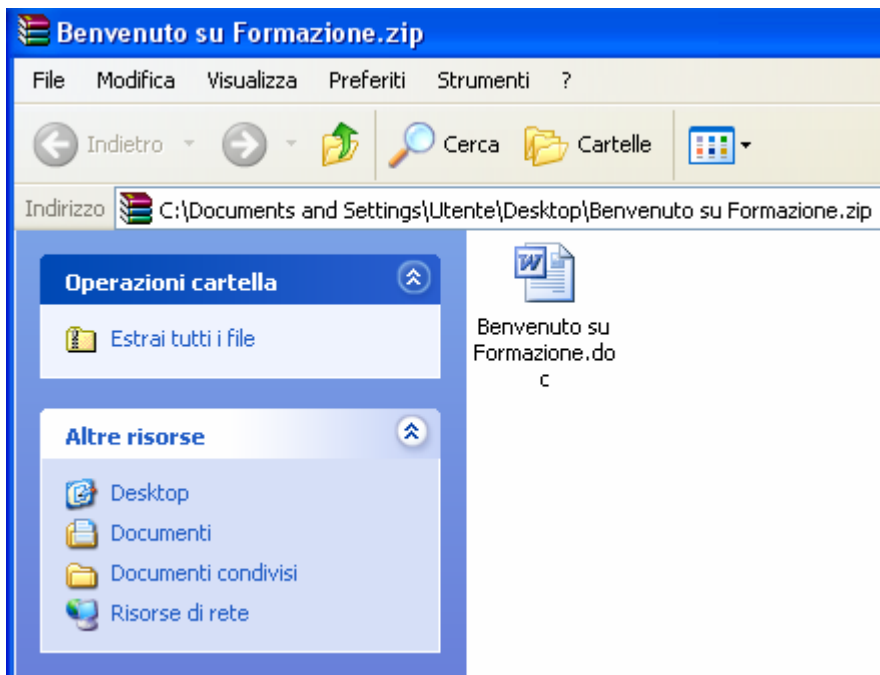 Benvenuto su Formazione.zip
File Modifica Visualizza Preferiti Strumenti ?
Indietro Cerca Cartelle
Indirizzo C:\Documents and Settings\Utente\Desktop\Benvenuto su Formazione.zip
Operazioni cartella
Estrai tutti i file
Altre risorse
Desktop
Documenti
Documenti condivisi
Risorse di rete
Benvenuto su
Formazione.do
c